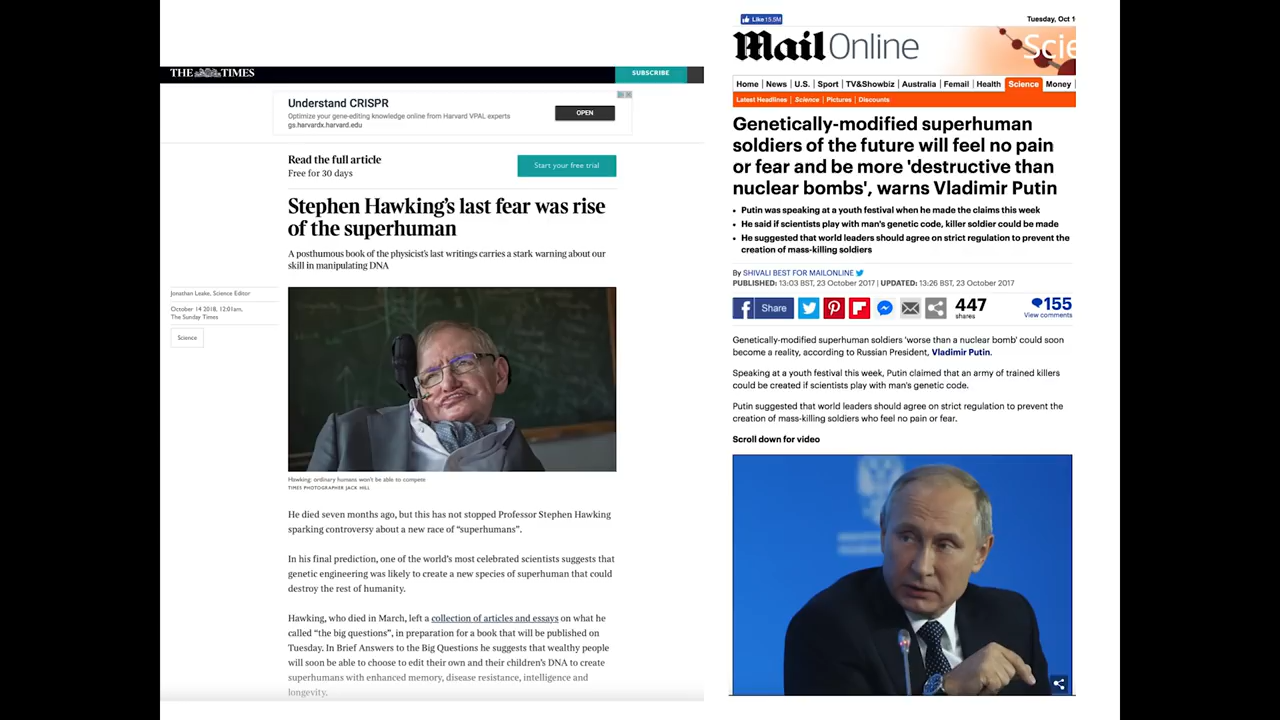 THE TIMES
SUBSCRIBE
Understand CRISPR
Optimize your gene-editing knowledge online from Harvard VPAL experts
gs.harvardx.harvard.edu
OPEN
Read the full article
Free for 30 days
Start your free trial
Stephen Hawking's last fear was rise
of the superhuman
A posthumous book of the physicist's last writings carries a stark warning about our
skill in manipulating DNA
Jonathan Leake, Science Editor
October 14 2018, 12:01am,
The Sunday Times
Science
Hawking: ordinary humans won't be able to compete
TIMES PHOTOGRAPHER JACK HILL
He died seven months ago, but this has not stopped Professor Stephen Hawking
sparking controversy about a new race of "superhumans".
In his final prediction, one of the world's most celebrated scientists suggests that
genetic engineering was likely to create a new species of superhuman that could
destroy the rest of humanity.
Hawking, who died in March, left a collection of articles and essays on what he
called "the big questions", in preparation for a book that will be published on
Tuesday. In Brief Answers to the Big Questions he suggests that wealthy people
will soon be able to choose to edit their own and their children's DNA to create
superhumans with enhanced memory, disease resistance, intelligence and
longevity.
Like 15.5M
Tuesday, Oct 1
Mail Online
Scie
Home | News | U.S. | Sport | TV&Showbiz | Australia | Femail | Health | Science | Money |
Latest Headlines | Science | Pictures | Discounts
Genetically-modified superhuman
soldiers of the future will feel no pain
or fear and be more 'destructive than
nuclear bombs', warns Vladimir Putin
• Putin was speaking at a youth festival when he made the claims this week
• He said if scientists play with man's genetic code, killer soldier could be made
• He suggested that world leaders should agree on strict regulation to prevent the
creation of mass-killing soldiers
By SHIVALI BEST FOR MAILONLINE
PUBLISHED: 13:03 BST, 23 October 2017 | UPDATED: 13:26 BST, 23 October 2017
Share
447
shares
155
View comments
Genetically-modified superhuman soldiers 'worse than a nuclear bomb' could soon
become a reality, according to Russian President, Vladimir Putin.
Speaking at a youth festival this week, Putin claimed that an army of trained killers
could be created if scientists play with man's genetic code.
Putin suggested that world leaders should agree on strict regulation to prevent the
creation of mass-killing soldiers who feel no pain or fear.
Scroll down for video